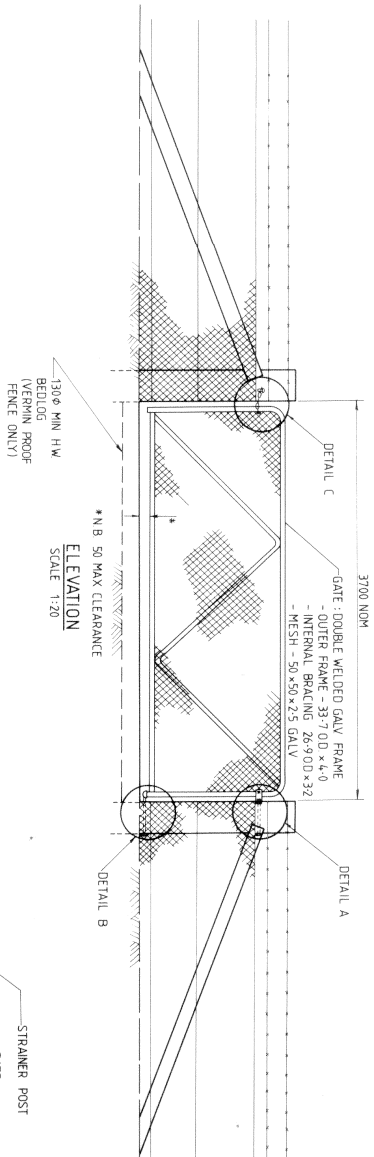 3700 NOM
GATE : DOUBLE WELDED GALV FRAME
- OUTER FRAME - 33·7 OD × 4·0
- INTERNAL BRACING 26·9 OD × 3·2
- MESH - 50 × 50 × 2·5 GALV
DETAIL A
DETAIL C
DETAIL B
*
* N.B. 50 MAX CLEARANCE
130 ϕ MIN H.W.
BEDLOG
(VERMIN PROOF
FENCE ONLY)
ELEVATION
SCALE 1:20
STRAINER POST